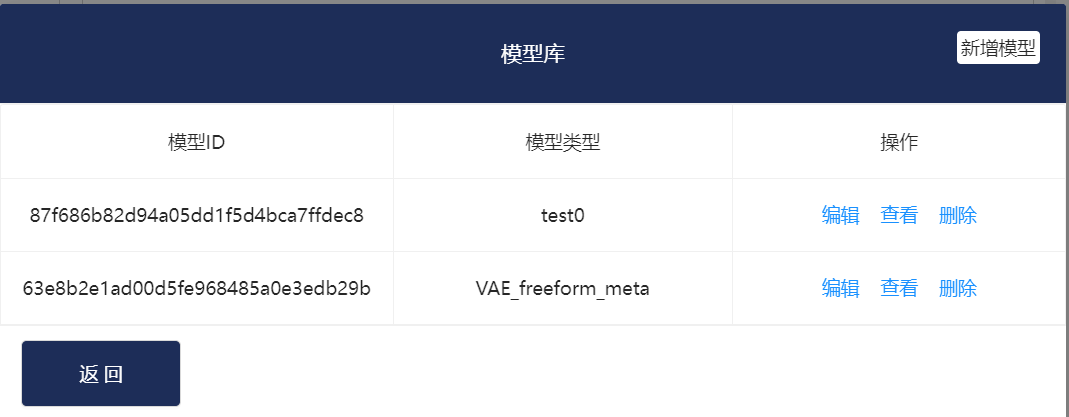 模型库
新增模型
模型ID 模型类型 操作
87f686b82d94a05dd1f5d4bca7ffdec8 test0 编辑 查看 删除
63e8b2e1ad00d5fe968485a0e3edb29b VAE_freeform_meta 编辑 查看 删除
返 回